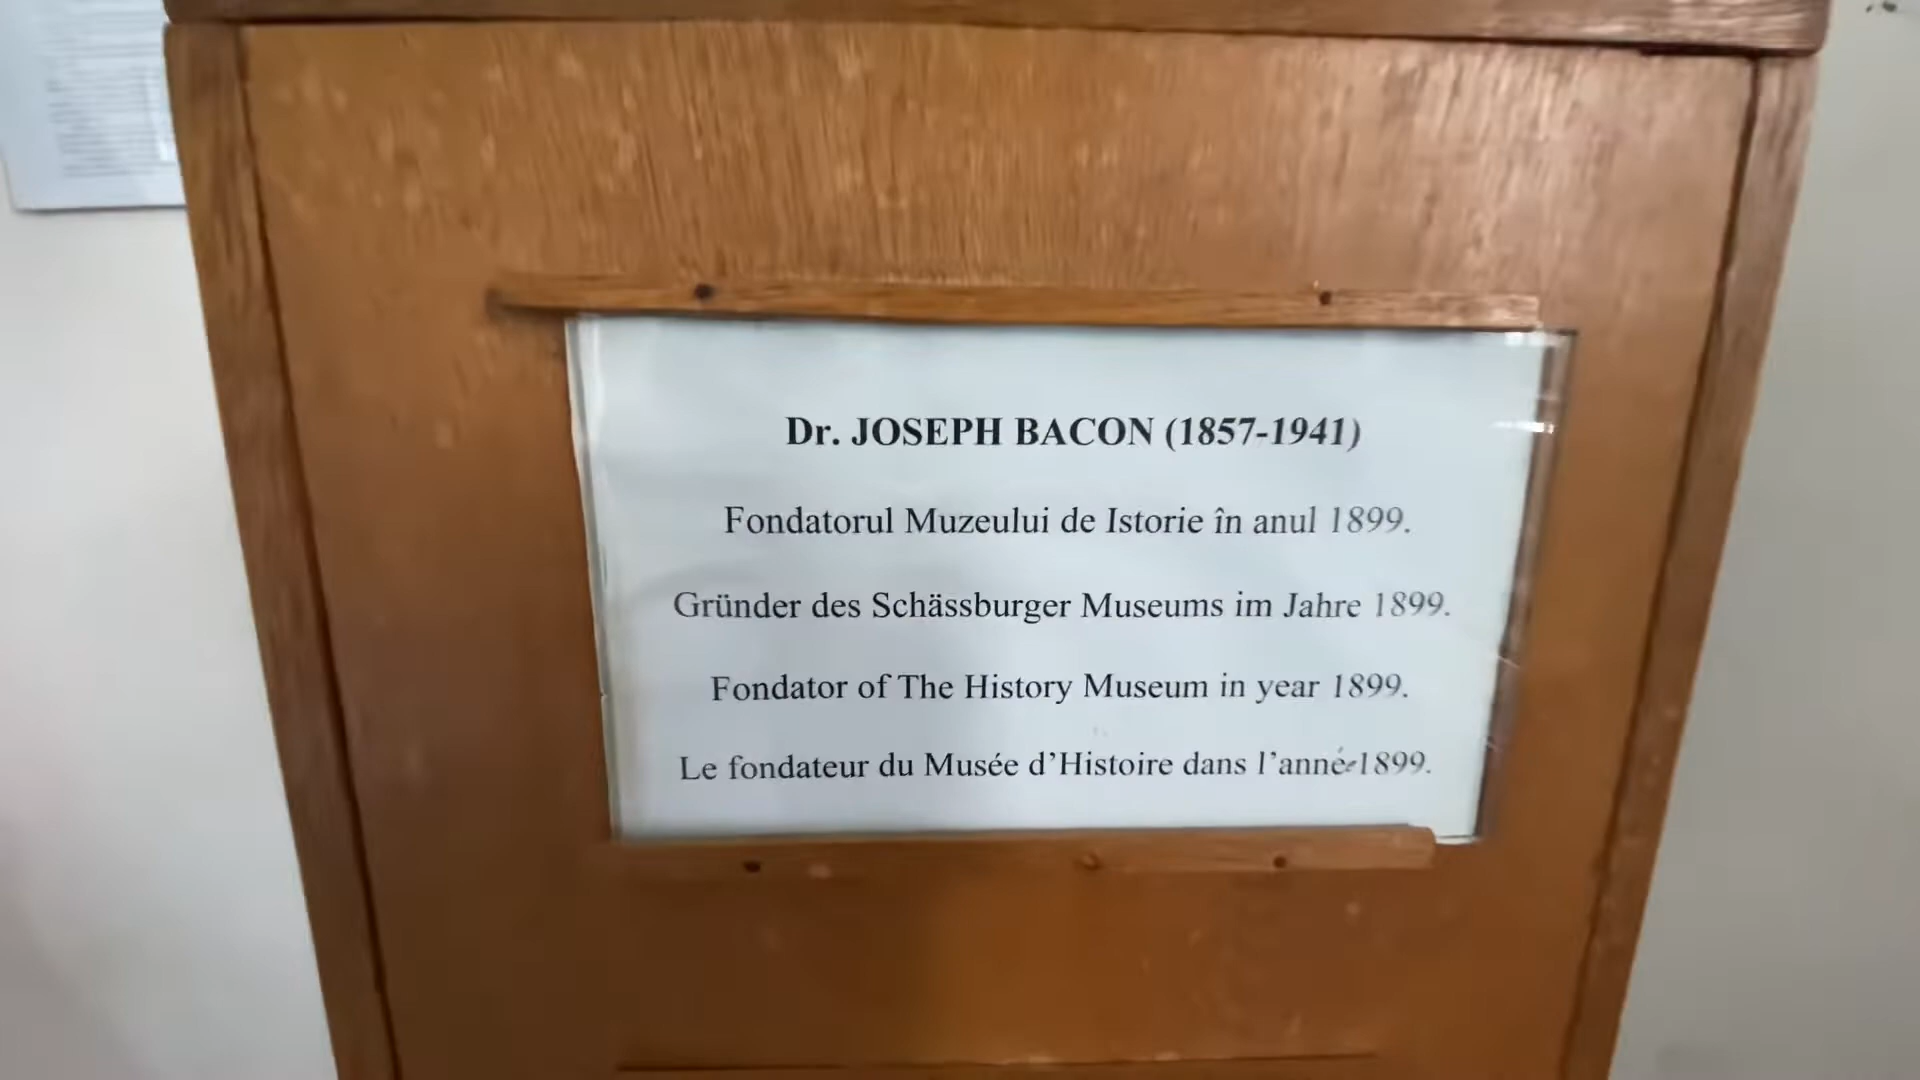 Dr. JOSEPH BACON (1857-1941)
Fondatorul Muzeului de Istorie în anul 1899.
Gründer des Schässburger Museums im Jahre 1899.
Fondator of The History Museum in year 1899.
Le fondateur du Musée d’Histoire dans l’année 1899.